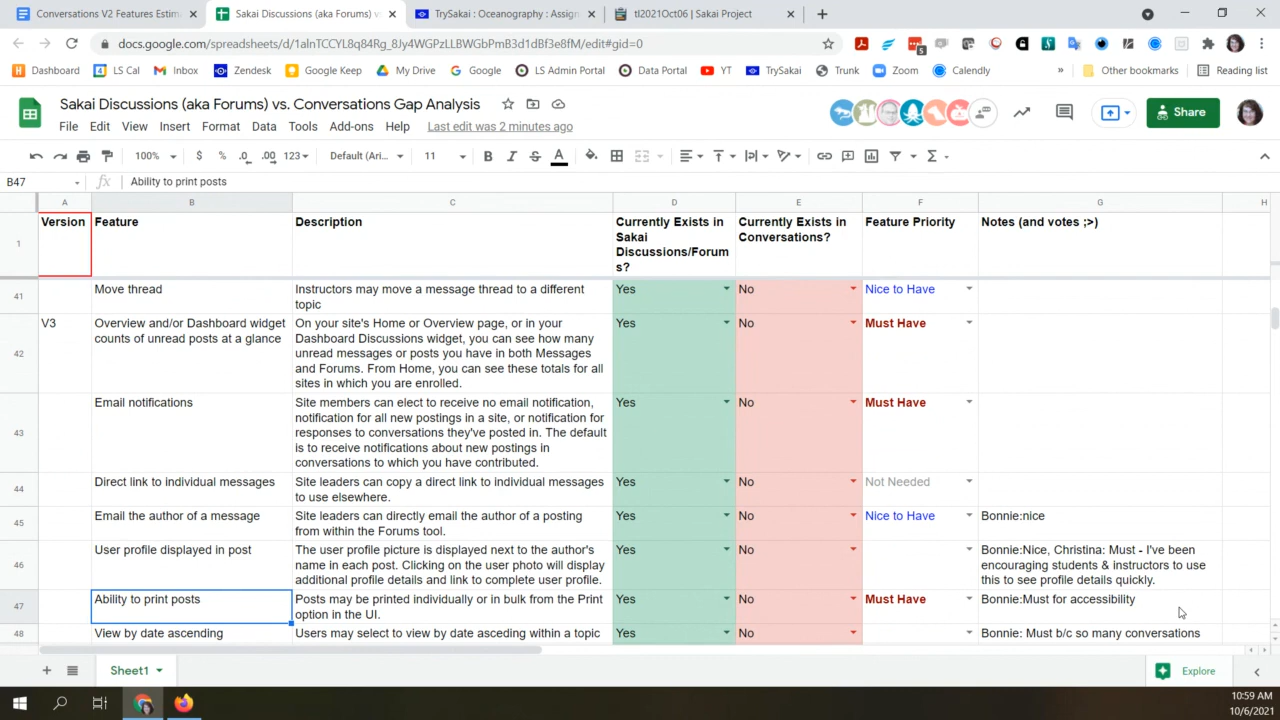 Conversations V2 Features Estim
Sakai Discussions (aka Forums) v
TrySakai : Oceanography : Assign
tl2021Oct06 | Sakai Project
docs.google.com/spreadsheets/d/1alnTCCYL8q84Rg_8Jy4WGPzLLBWGbPmB3d1dBf3e8fM/edit#gid=0
5
Dashboard
LS Cal
Inbox
Zendesk
Google Keep
My Drive
Google
LS Admin Portal
Data Portal
YT
TrySakai
Trunk
Zoom
Calendly
»
Other bookmarks
Reading list
Sakai Discussions (aka Forums) vs. Conversations Gap Analysis
Share
File Edit View Insert Format Data Tools Add-ons Help Last edit was 2 minutes ago
100% $ % .0 .00 123 Default (Ari... 11 B I S A
B47 fx Ability to print posts
A B C D E F G H
1 Version Feature Description
Currently Exists in
Sakai
Discussions/Forum
s?
Currently Exists in
Conversations?
Feature Priority
Notes (and votes ;>)
41 Move thread
Instructors may move a message thread to a different
topic
Yes No Nice to Have
42 V3
Overview and/or Dashboard widget
counts of unread posts at a glance
On your site's Home or Overview page, or in your
Dashboard Discussions widget, you can see how many
unread messages or posts you have in both Messages
and Forums. From Home, you can see these totals for all
sites in which you are enrolled.
Yes No Must Have
43 Email notifications
Site members can elect to receive no email notification,
notification for all new postings in a site, or notification for
responses to conversations they've posted in. The default
is to receive notifications about new postings in
conversations to which you have contributed.
Yes No Must Have
44 Direct link to individual messages
Site leaders can copy a direct link to individual messages
to use elsewhere.
Yes No Not Needed
45 Email the author of a message
Site leaders can directly email the author of a posting
from within the Forums tool.
Yes No Nice to Have Bonnie:nice
46 User profile displayed in post
The user profile picture is displayed next to the author's
name in each post. Clicking on the user photo will display
additional profile details and link to complete user profile.
Yes No
Bonnie:Nice, Christina: Must - I've been
encouraging students & instructors to use
this to see profile details quickly.
47 Ability to print posts
Posts may be printed individually or in bulk from the Print
option in the UI.
Yes No Must Have Bonnie:Must for accessibility
48 View by date ascending Users may select to view by date asceding within a topic Yes No Bonnie: Must b/c so many conversations
Sheet1
Explore
10:59 AM
10/6/2021